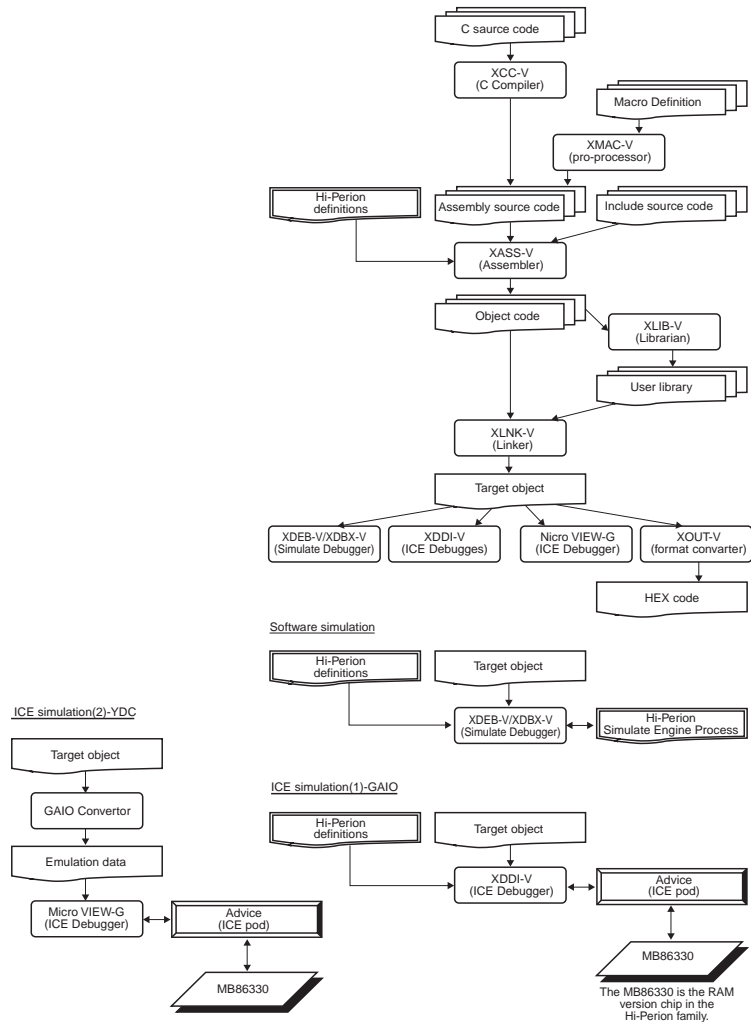 C saurce code
XCC-V
(C Compiler)
Macro Definition
XMAC-V
(pro-processor)
Hi-Perion
definitions
Assembly source code
Include source code
XASS-V
(Assembler)
Object code
XLIB-V
(Librarian)
User library
XLNK-V
(Linker)
Target object
XDEB-V/XDBX-V
(Simulate Debugger)
XDDI-V
(ICE Debugges)
Nicro VIEW-G
(ICE Debugger)
XOUT-V
(format convarter)
HEX code
Software simulation
Hi-Perion
definitions
Target object
XDEB-V/XDBX-V
(Simulate Debugger)
Hi-Perion
Simulate Engine Process
ICE simulation(2)-YDC
Target object
GAIO Convertor
Emulation data
Micro VIEW-G
(ICE Debugger)
Advice
(ICE pod)
MB86330
ICE simulation(1)-GAIO
Hi-Perion
definitions
Target object
XDDI-V
(ICE Debugger)
Advice
(ICE pod)
MB86330
The MB86330 is the RAM
version chip in the
Hi-Perion family.